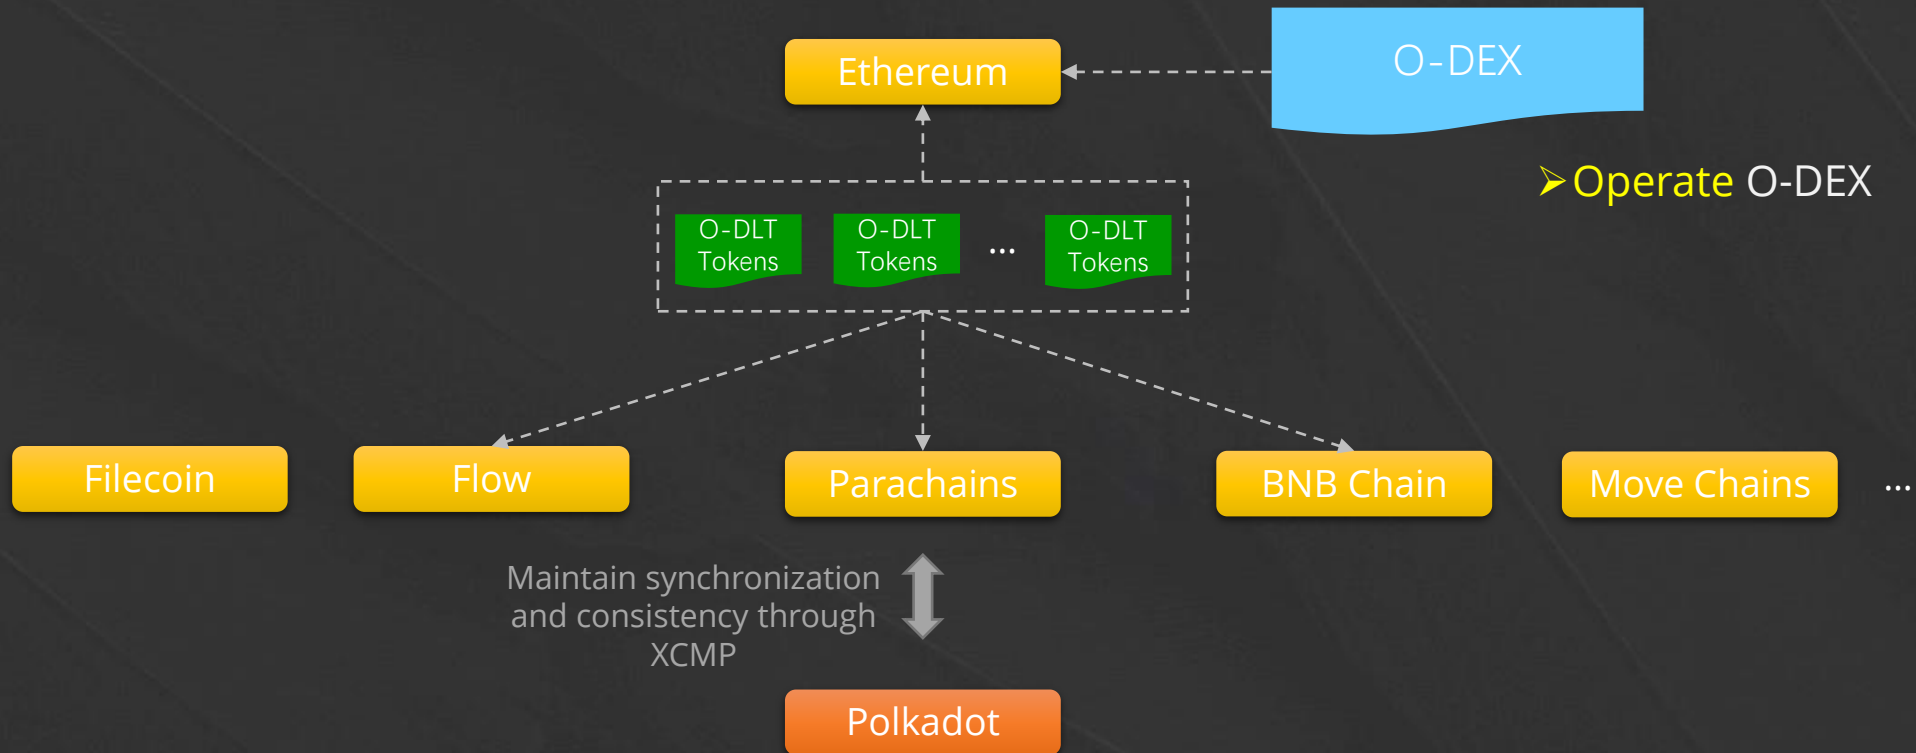 Ethereum
O-DEX
➢Operate O-DEX
O-DLT
Tokens
O-DLT
Tokens
...
O-DLT
Tokens
Filecoin
Flow
Parachains
BNB Chain
Move Chains
...
Maintain synchronization
and consistency through
XCMP
Polkadot